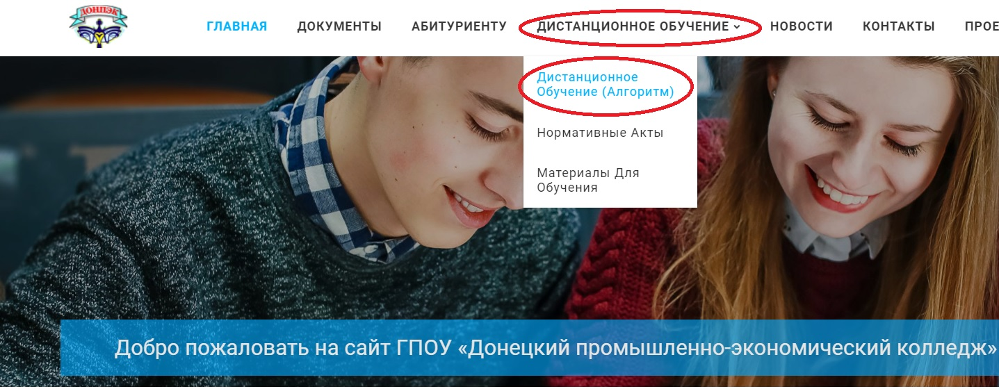 ДОНПЭК
ГЛАВНАЯ ДОКУМЕНТЫ АБИТУРИЕНТУ ДИСТАНЦИОННОЕ ОБУЧЕНИЕ НОВОСТИ КОНТАКТЫ ПРОЕ
Дистанционное
Обучение (Алгоритм)
Нормативные Акты
Материалы Для
Обучения
Добро пожаловать на сайт ГПОУ «Донецкий промышленно-экономический колледж»